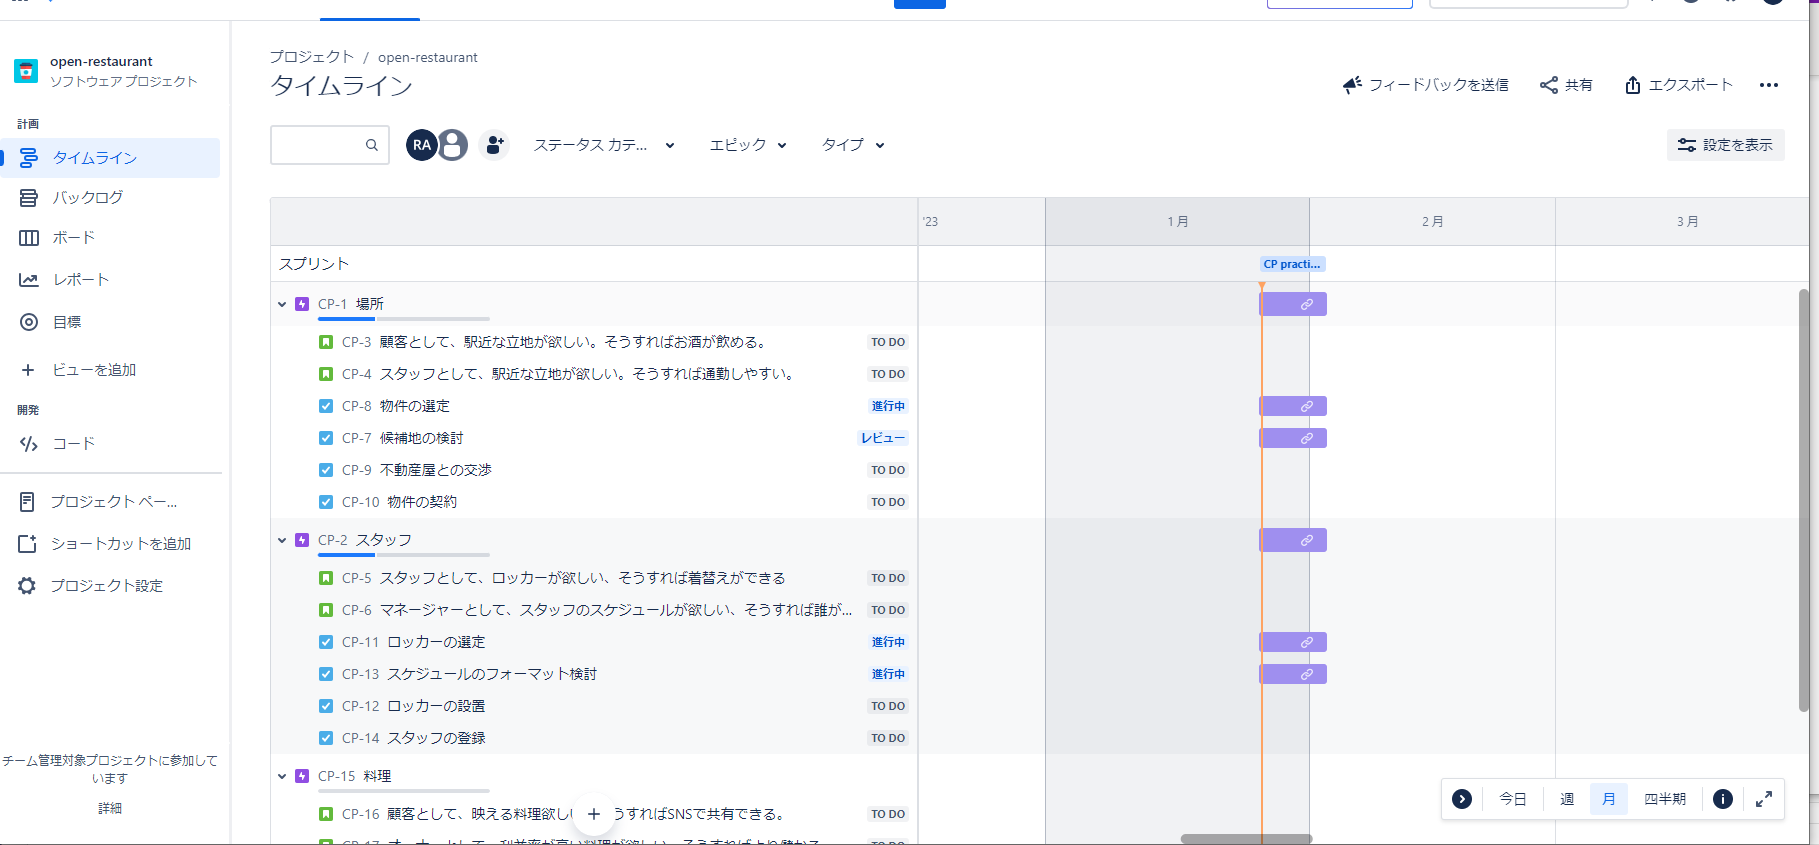 open-restaurant
ソフトウェア プロジェクト
計画
タイムライン
バックログ
ボード
レポート
目標
ビューを追加
開発
コード
プロジェクト ペー...
ショートカットを追加
プロジェクト設定
チーム管理対象プロジェクトに参加して
います
詳細
プロジェクト / open-restaurant
タイムライン
フィードバックを送信
共有
エクスポート
RA
ステータス カテ...
エピック
タイプ
設定を表示
'23
1 月
2 月
3 月
スプリント
CP practi...
CP-1 場所
CP-3 顧客として、駅近な立地が欲しい。そうすればお酒が飲める。 TO DO
CP-4 スタッフとして、駅近な立地が欲しい。そうすれば通勤しやすい。 TO DO
CP-8 物件の選定 進行中
CP-7 候補地の検討 レビュー
CP-9 不動産屋との交渉 TO DO
CP-10 物件の契約 TO DO
CP-2 スタッフ
CP-5 スタッフとして、ロッカーが欲しい、そうすれば着替えができる TO DO
CP-6 マネージャーとして、スタッフのスケジュールが欲しい、そうすれば誰が... TO DO
CP-11 ロッカーの選定 進行中
CP-13 スケジュールのフォーマット検討 進行中
CP-12 ロッカーの設置 TO DO
CP-14 スタッフの登録 TO DO
CP-15 料理
CP-16 顧客として、映える料理欲し うすればSNSで共有できる。 TO DO
今日
週
月
四半期